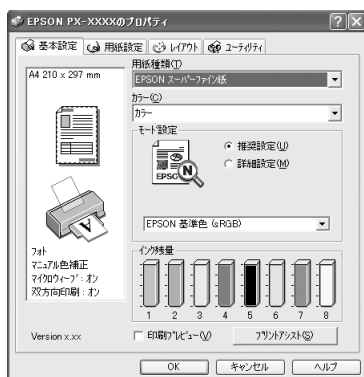 EPSON PX-XXXXのプロパティ
基本設定 用紙設定 レイアウト ユーティリティ
A4 210 x 297 mm
用紙種類(T)
EPSON スーパーファイン紙
カラー(C)
カラー
モード設定
推奨設定(U)
詳細設定(M)
EPSON
N
EPSON 基準色 (sRGB)
フォト
マニュアル色補正
マイクロウィーブ : オン
双方向印刷 : オン
インク残量
1 2 3 4 5 6 7 8
Version x.xx
印刷プレビュー(V)
プリントアシスト(S)
OK キャンセル ヘルプ